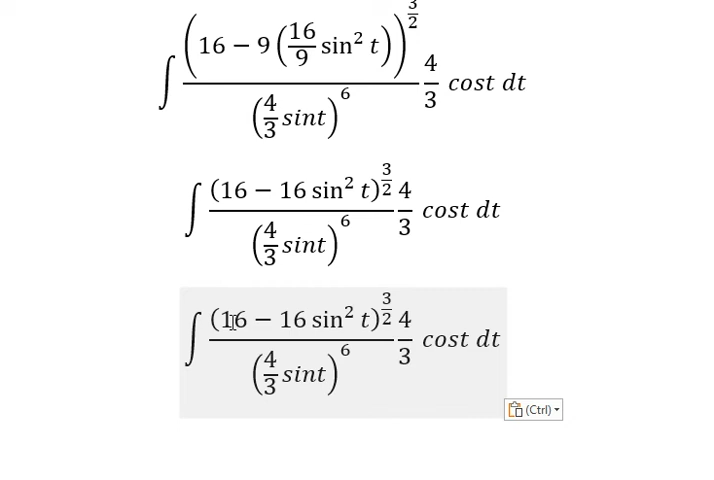 ∫ (16 − 9(16/9 sin² t))^(3/2) / (4/3 sint)^6 4/3 cost dt
∫ (16 − 16 sin² t)^(3/2) / (4/3 sint)^6 4/3 cost dt
∫ (16 − 16 sin² t)^(3/2) / (4/3 sint)^6 4/3 cost dt
(Ctrl)